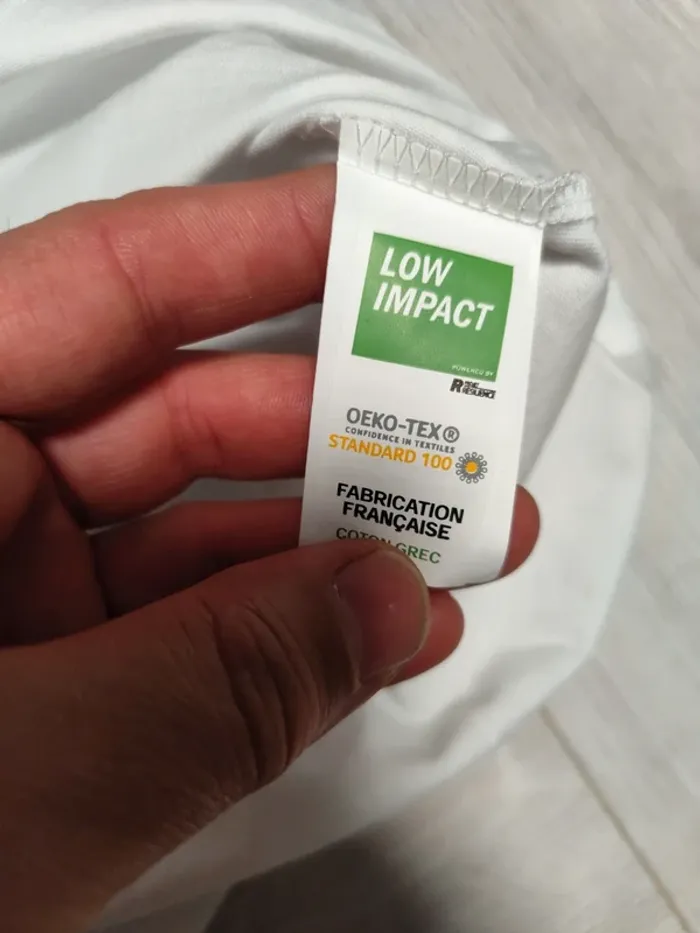 LOW
IMPACT
POWERED BY
OEKO-TEX®
CONFIDENCE IN TEXTILES
STANDARD 100
FABRICATION
FRANÇAISE
COTON GREC